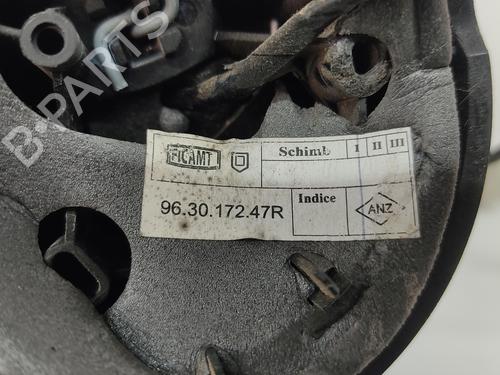 FICAMT
Schimb I II III
96.30.172.47R
Indice
ANZ
B-PARTS